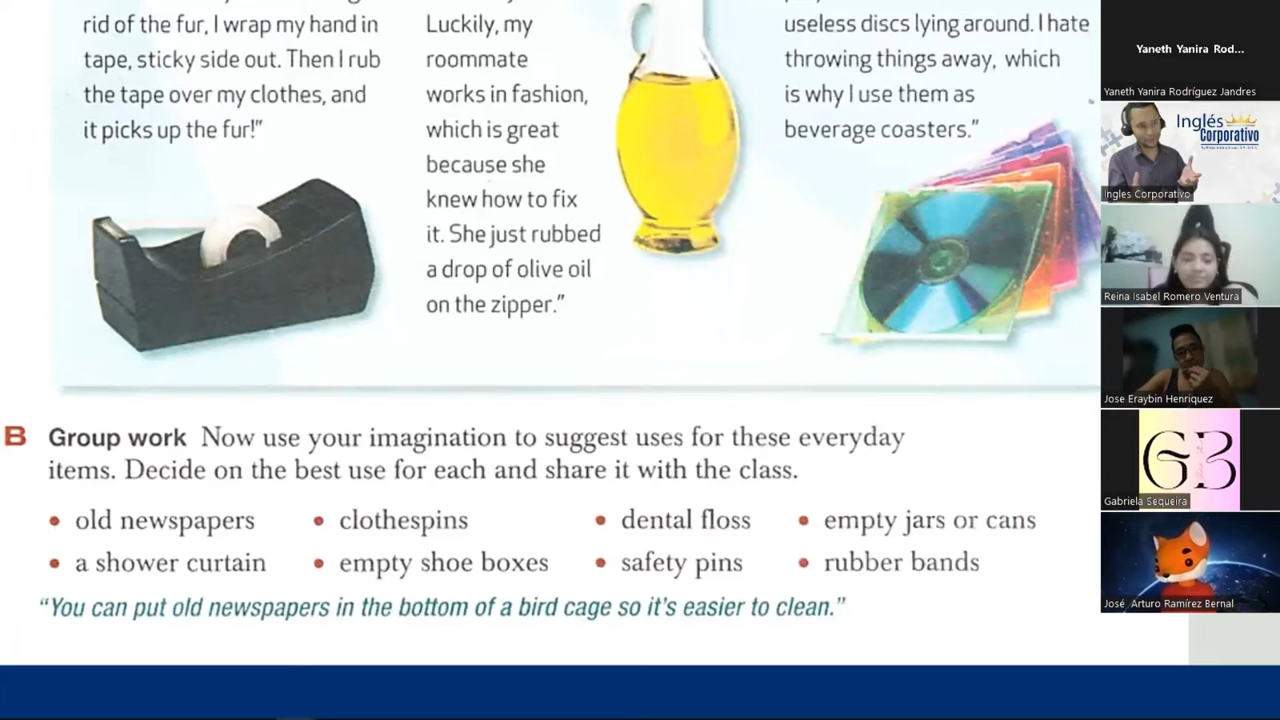 rid of the fur, I wrap my hand in
tape, sticky side out. Then I rub
the tape over my clothes, and
it picks up the fur!”
Luckily, my
roommate
works in fashion,
which is great
because she
knew how to fix
it. She just rubbed
a drop of olive oil
on the zipper.”
useless discs lying around. I hate
throwing things away, which
is why I use them as
beverage coasters.”
B Group work Now use your imagination to suggest uses for these everyday
items. Decide on the best use for each and share it with the class.
• old newspapers • clothespins • dental floss • empty jars or cans
• a shower curtain • empty shoe boxes • safety pins • rubber bands
“You can put old newspapers in the bottom of a bird cage so it’s easier to clean.”
Yaneth Yanira Rod...
Yaneth Yanira Rodríguez Jandres
Inglés
Corporativo
Ingles Corporativo
Reina Isabel Romero Ventura
Jose Eraybin Henriquez
GB
Gabriela Sequeira
José Arturo Ramírez Bernal